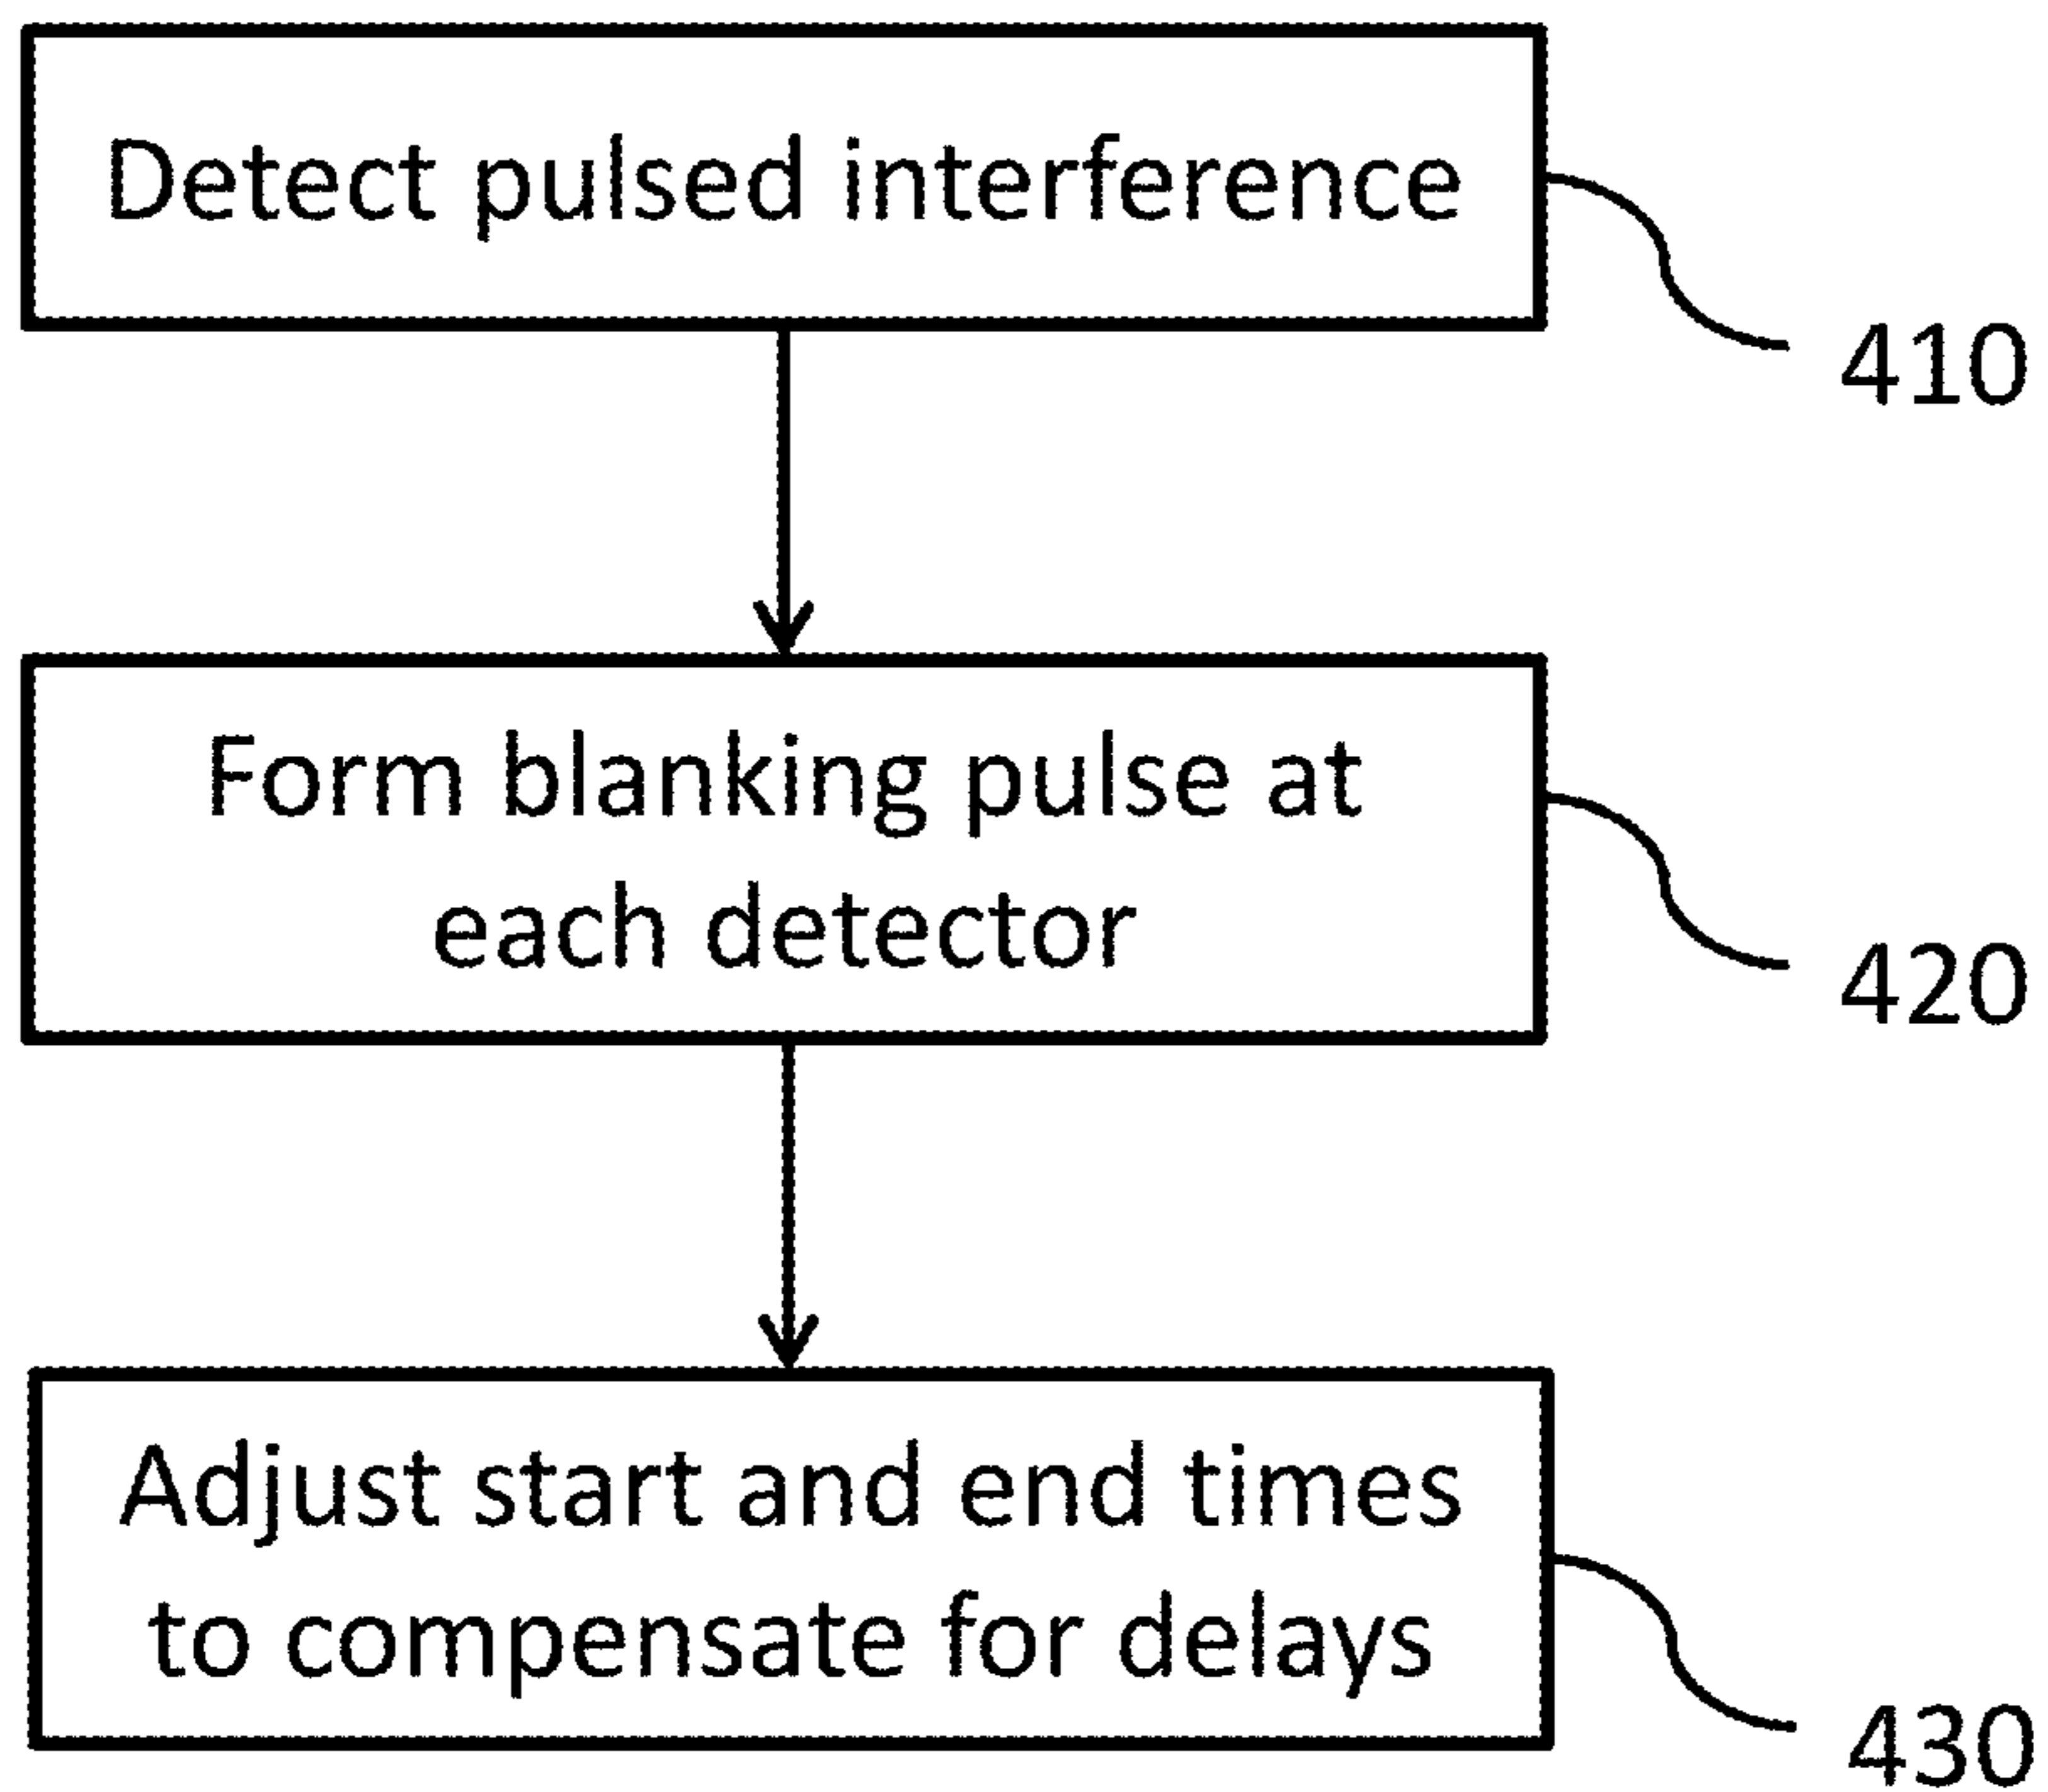 Detect pulsed interference
410
Form blanking pulse at
each detector
420
Adjust start and end times
to compensate for delays
430